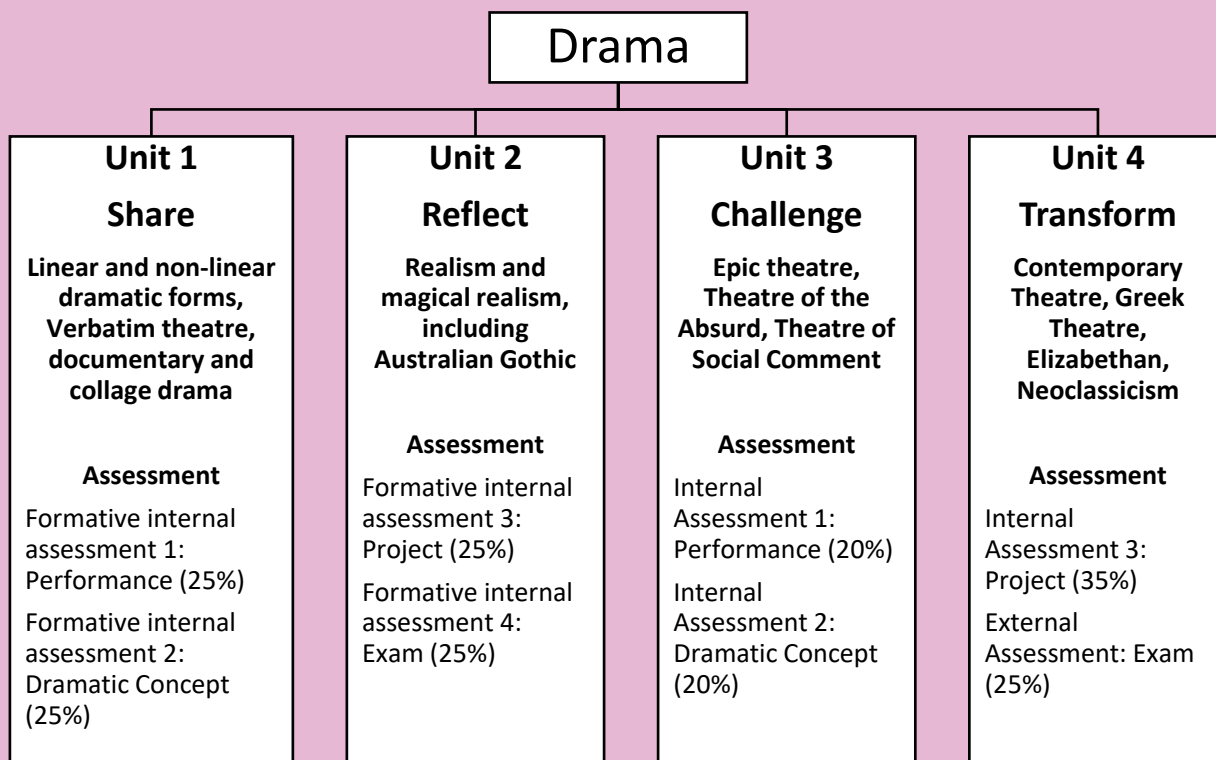 Drama
Unit 1
Share
Linear and non-linear
dramatic forms,
Verbatim theatre,
documentary and
collage drama
Assessment
Formative internal
assessment 1:
Performance (25%)
Formative internal
assessment 2:
Dramatic Concept
(25%)
Unit 2
Reflect
Realism and
magical realism,
including
Australian Gothic
Assessment
Formative internal
assessment 3:
Project (25%)
Formative internal
assessment 4:
Exam (25%)
Unit 3
Challenge
Epic theatre,
Theatre of the
Absurd, Theatre of
Social Comment
Assessment
Internal
Assessment 1:
Performance (20%)
Internal
Assessment 2:
Dramatic Concept
(20%)
Unit 4
Transform
Contemporary
Theatre, Greek
Theatre,
Elizabethan,
Neoclassicism
Assessment
Internal
Assessment 3:
Project (35%)
External
Assessment: Exam
(25%)